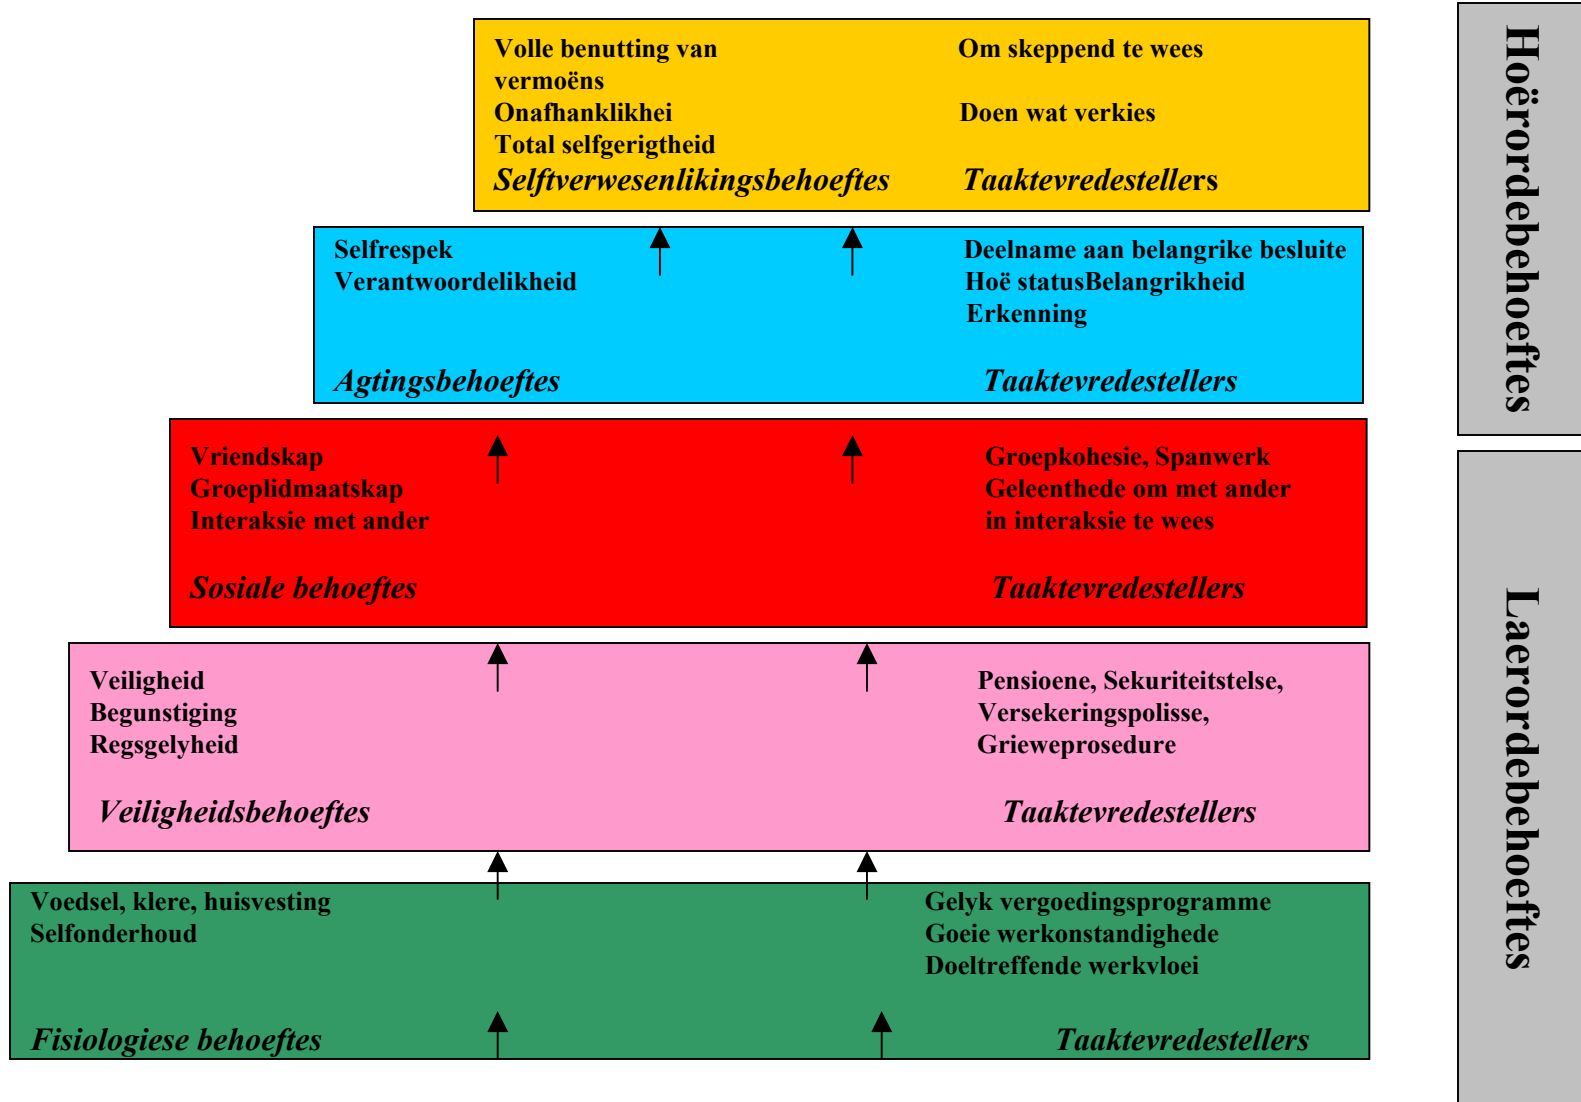 Volle benutting van
vermoëns
Onafhanklikhei
Total selfgerigtheid
Selftverwesenlikingsbehoeftes
Om skeppend te wees
Doen wat verkies
Taaktevredestellers
Selfrespek
Verantwoordelikheid
Agtingsbehoeftes
Deelname aan belangrike besluite
Hoë statusBelangrikheid
Erkenning
Taaktevredestellers
Vriendskap
Groeplidmaatskap
Interaksie met ander
Sosiale behoeftes
Groepkohesie, Spanwerk
Geleenthede om met ander
in interaksie te wees
Taaktevredestellers
Veiligheid
Begunstiging
Regsgelyheid
Veiligheidsbehoeftes
Pensioene, Sekuriteitstelse,
Versekeringspolisse,
Grieweprosedure
Taaktevredestellers
Voedsel, klere, huisvesting
Selfonderhoud
Fisiologiese behoeftes
Gelyk vergoedingsprogramme
Goeie werkonstandighede
Doeltreffende werkvloei
Taaktevredestellers
Hoërordebehoeftes
Laerordebehoeftes